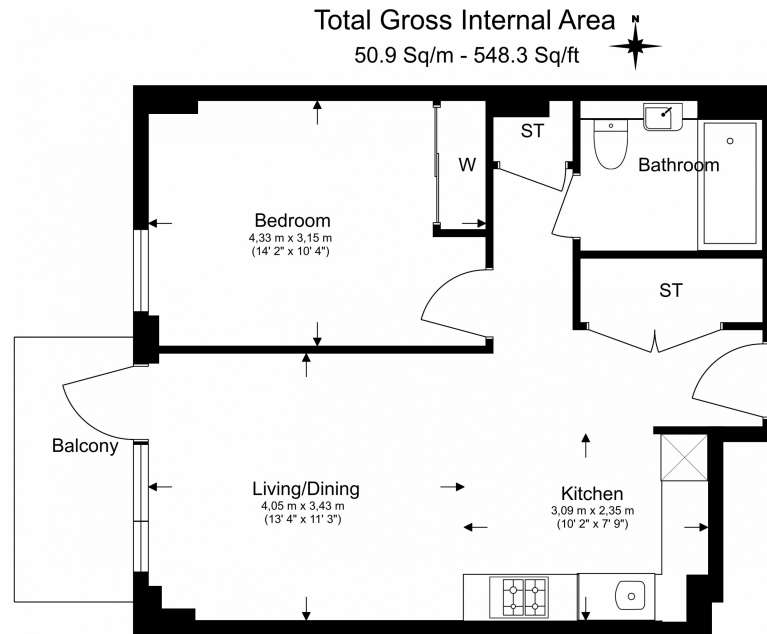 Total Gross Internal Area
N
50.9 Sq/m - 548.3 Sq/ft
ST
W
Bathroom
Bedroom
4,33 m x 3,15 m
(14' 2" x 10' 4")
ST
Balcony
Living/Dining
4,05 m x 3,43 m
(13' 4" x 11' 3")
Kitchen
3,09 m x 2,35 m
(10' 2" x 7' 9")